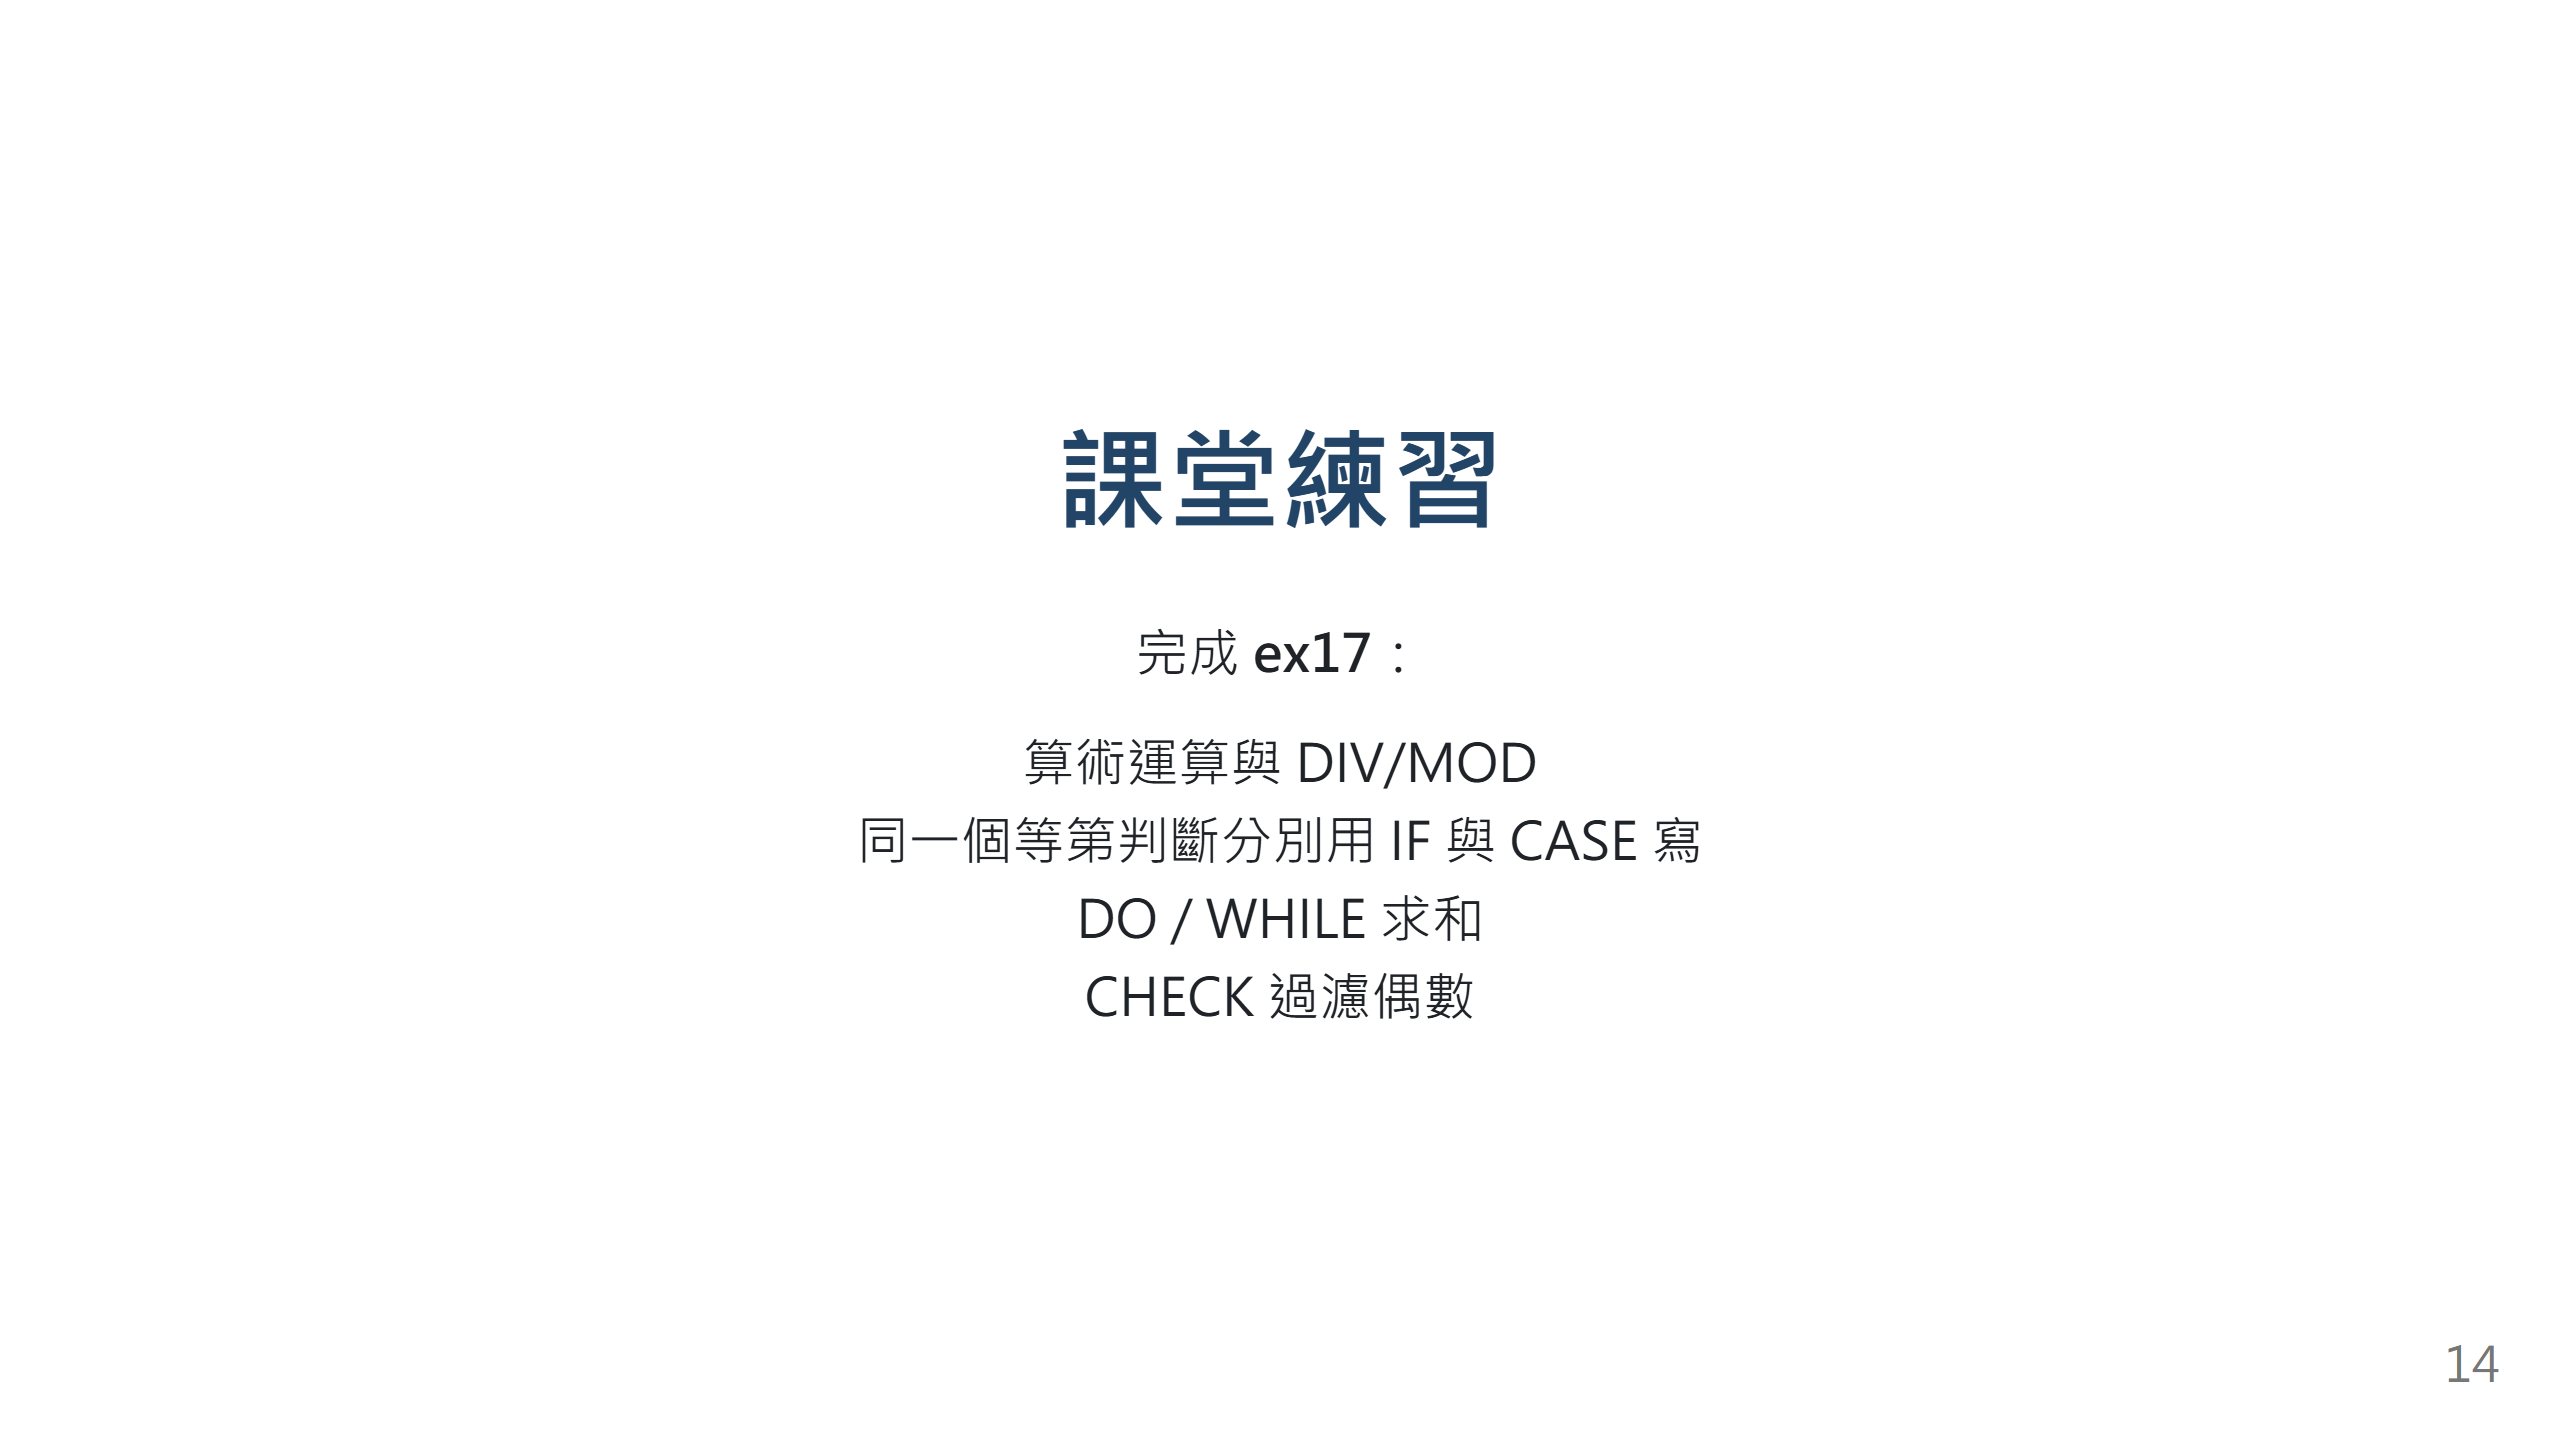 課堂練習
完成 ex17：
算術運算與 DIV/MOD
同一個等第判斷分別用 IF 與 CASE 寫
DO / WHILE 求和
CHECK 過濾偶數
14